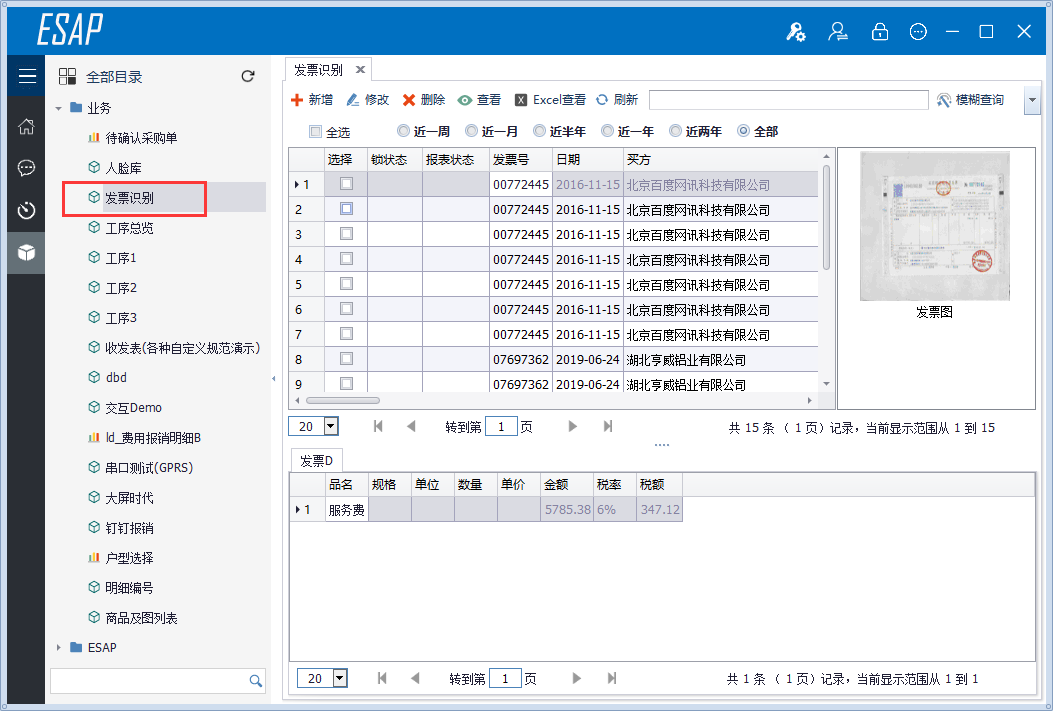 ESAP
全部目录
业务
待确认采购单
人脸库
发票识别
工序总览
工序1
工序2
工序3
收发表(各种自定义规范演示)
dbd
交互Demo
ld_费用报销明细B
串口测试(GPRS)
大屏时代
钉钉报销
户型选择
明细编号
商品及图列表
ESAP
发票识别
新增 修改 删除 查看 Excel查看 刷新 模糊查询
全选 近一周 近一月 近半年 近一年 近两年 全部
选择 锁状态 报表状态 发票号 日期 买方
1 00772445 2016-11-15 北京百度网讯科技有限公司
2 00772445 2016-11-15 北京百度网讯科技有限公司
3 00772445 2016-11-15 北京百度网讯科技有限公司
4 00772445 2016-11-15 北京百度网讯科技有限公司
5 00772445 2016-11-15 北京百度网讯科技有限公司
6 00772445 2016-11-15 北京百度网讯科技有限公司
7 00772445 2016-11-15 北京百度网讯科技有限公司
8 07697362 2019-06-24 湖北亨威铝业有限公司
9 07697362 2019-06-24 湖北亨威铝业有限公司
发票图
20 转到第 1 页 共 15 条 （ 1 页）记录，当前显示范围从 1 到 15
发票D
品名 规格 单位 数量 单价 金额 税率 税额
1 服务费 5785.38 6% 347.12
20 转到第 1 页 共 1 条 （ 1 页）记录，当前显示范围从 1 到 1